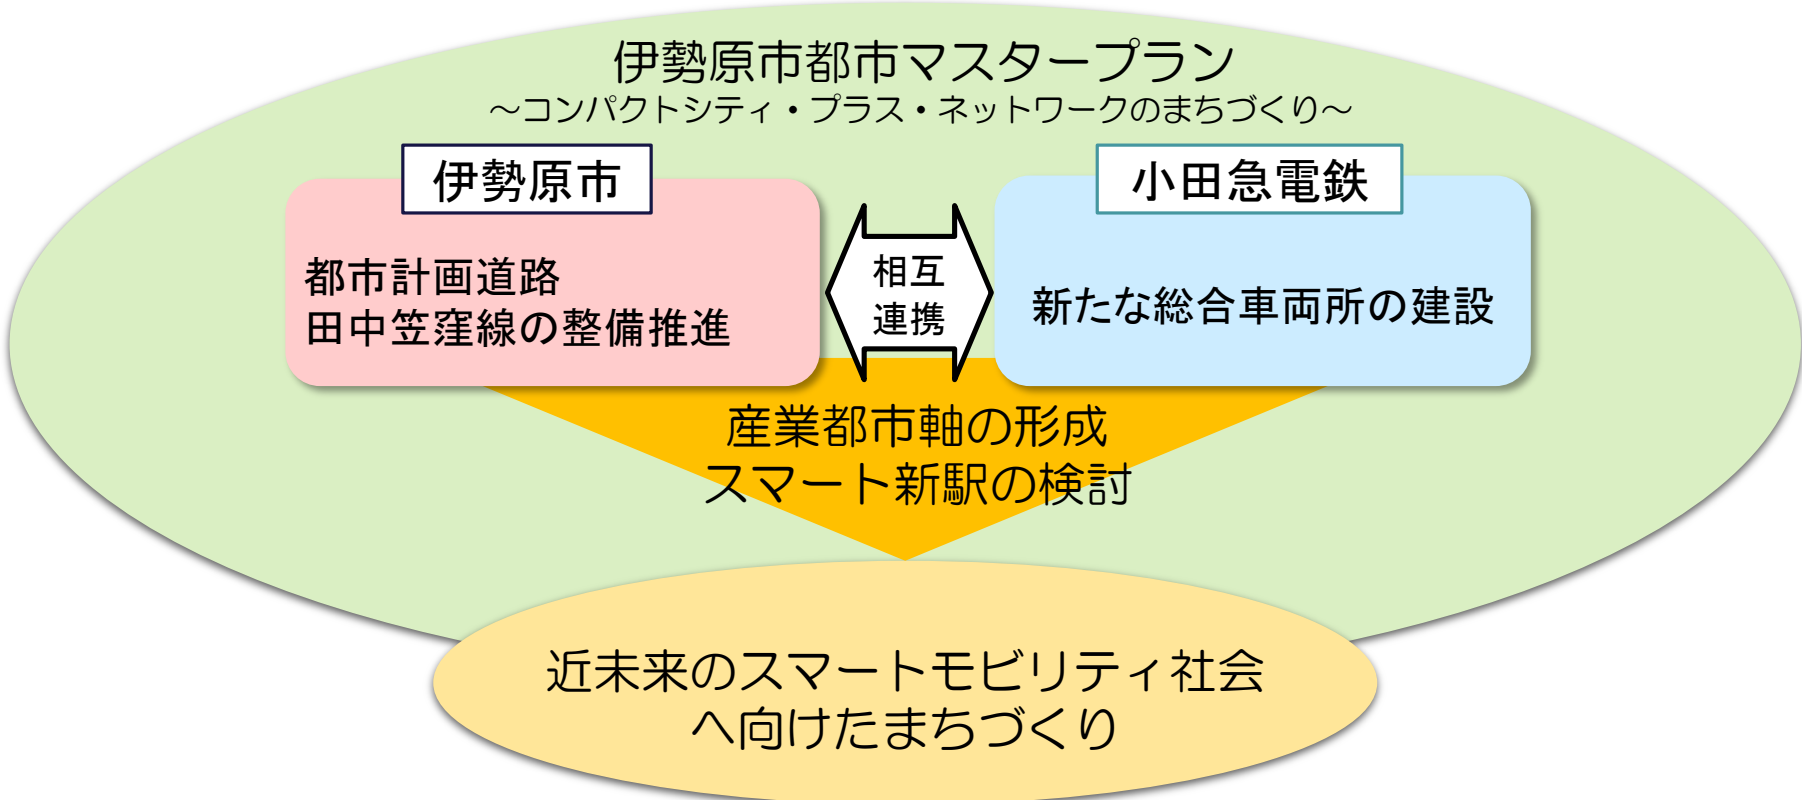 伊勢原市都市マスタープラン
～コンパクトシティ・プラス・ネットワークのまちづくり～
伊勢原市
都市計画道路
田中笠窪線の整備推進
相互
連携
小田急電鉄
新たな総合車両所の建設
産業都市軸の形成
スマート新駅の検討
近未来のスマートモビリティ社会
へ向けたまちづくり